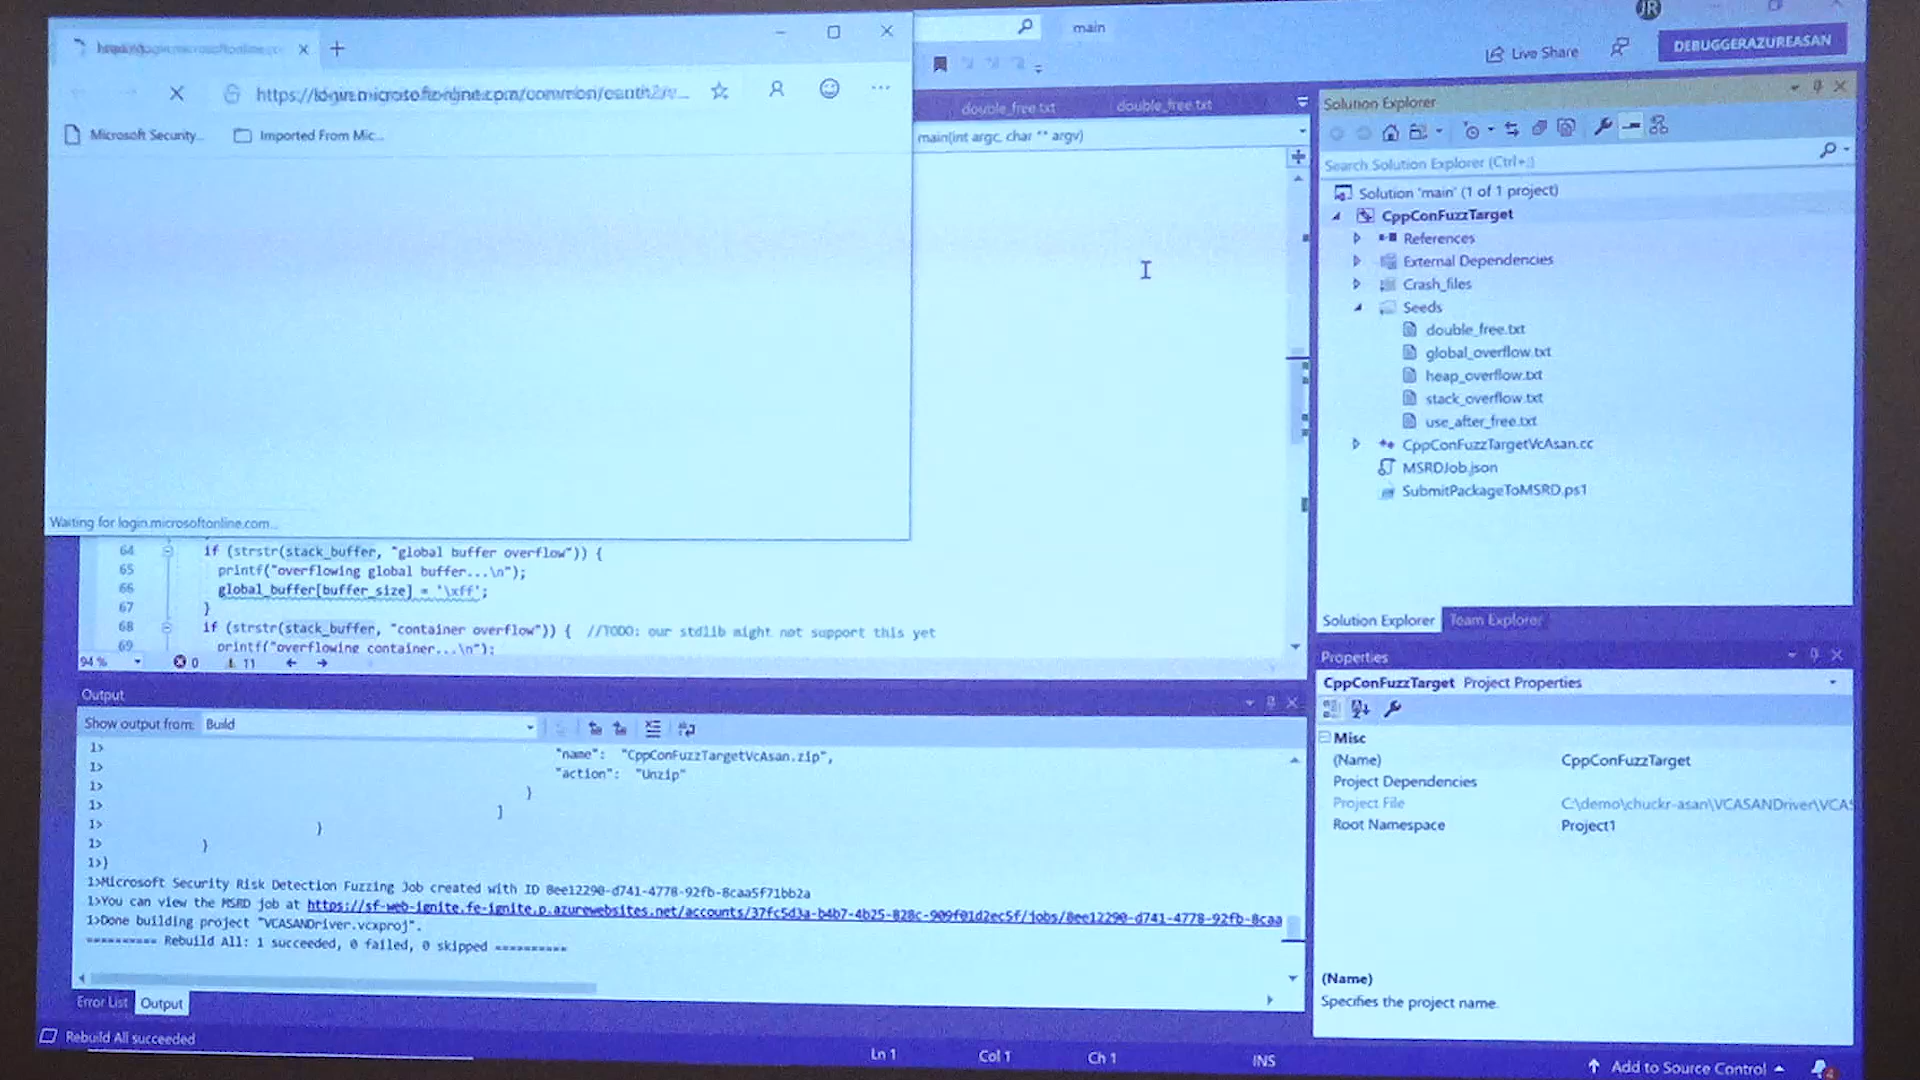 main
JR
Live Share
DEBUGGERAZUREASAN
Microsoft Security...
Imported From Mic...
Waiting for login.microsoftonline.com...
double_free.txt
double_free.txt
main(int argc, char ** argv)
64 if (strstr(stack_buffer, "global buffer overflow")) {
65 printf("overflowing global buffer...\n");
66 global_buffer[buffer_size] = '\xff';
67 }
68 if (strstr(stack_buffer, "container overflow")) { //TODO: our stdlib might not support this yet
69 printf("overflowing container...\n");
94 %
0
11
Output
Show output from: Build
1> "name": "CppConFuzzTargetVcAsan.zip",
1> "action": "Unzip"
1> }
1> ]
1> }
1> }
1>}
1>Microsoft Security Risk Detection Fuzzing Job created with ID 8ee12290-d741-4778-92fb-8caa5f71bb2a
1>You can view the MSRD job at https://sf-web-ignite.fe-ignite.p.azurewebsites.net/accounts/37fc5d3a-b4b7-4b25-828c-909f01d2ec5f/jobs/8ee12290-d741-4778-92fb-8caa
1>Done building project "VCASANDriver.vcxproj".
========== Rebuild All: 1 succeeded, 0 failed, 0 skipped ==========
Error List
Output
Rebuild All succeeded
Ln 1
Col 1
Ch 1
INS
Add to Source Control
Solution Explorer
Search Solution Explorer (Ctrl+;)
Solution 'main' (1 of 1 project)
CppConFuzzTarget
References
External Dependencies
Crash_files
Seeds
double_free.txt
global_overflow.txt
heap_overflow.txt
stack_overflow.txt
use_after_free.txt
CppConFuzzTargetVcAsan.cc
MSRDJob.json
SubmitPackageToMSRD.ps1
Solution Explorer
Team Explorer
Properties
CppConFuzzTarget Project Properties
Misc
(Name) CppConFuzzTarget
Project Dependencies
Project File C:\demo\chuckr-asan\VCASANDriver\VCAS
Root Namespace Project1
(Name)
Specifies the project name.